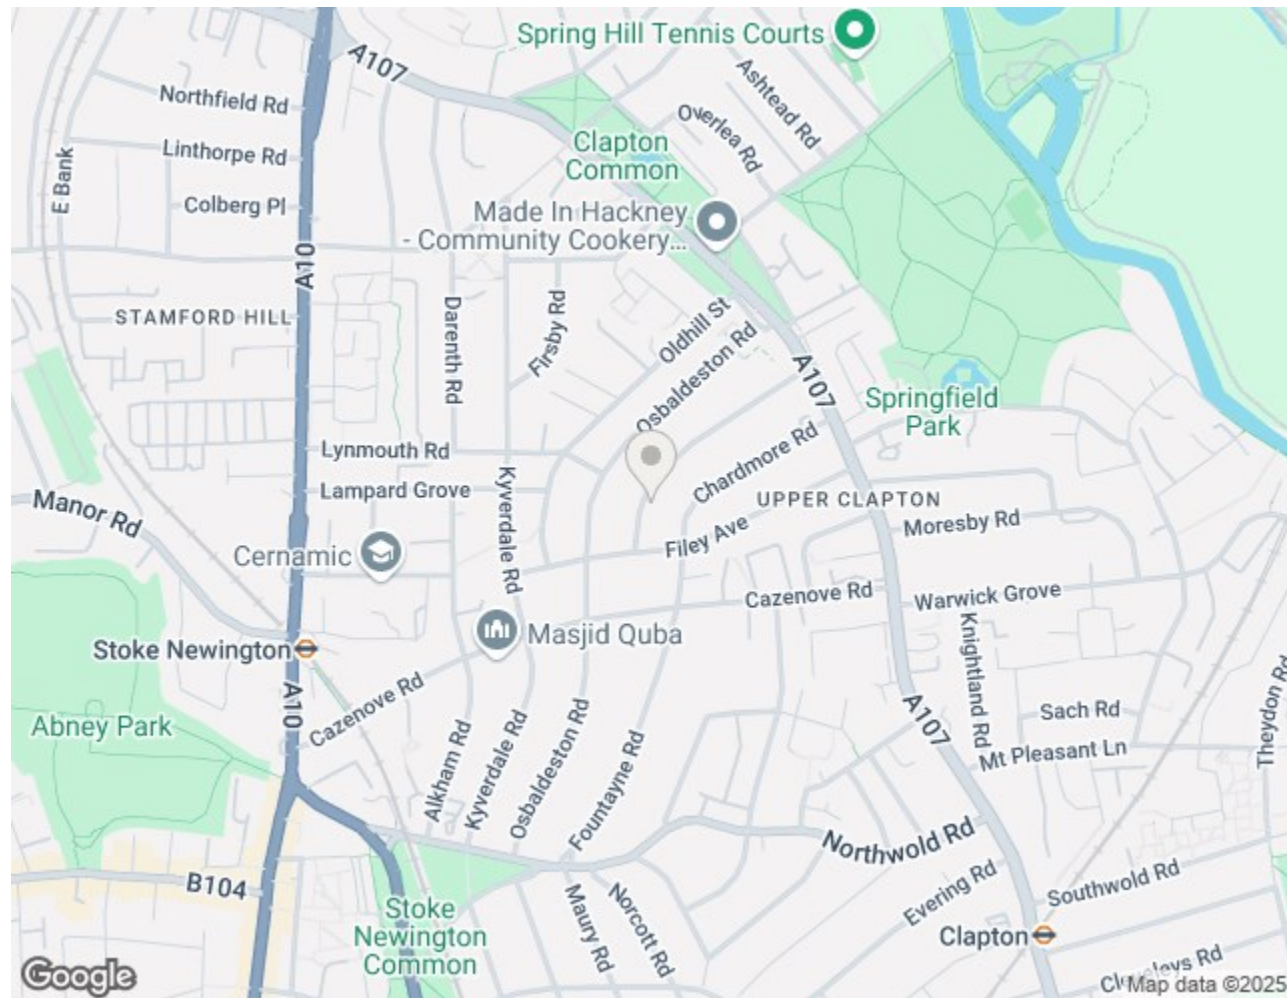 Spring Hill Tennis Courts
A107
Ashtead Rd
Northfield Rd
Overlea Rd
Linthorpe Rd
Clapton
Common
E Bank
Colberg Pl
Made In Hackney
- Community Cookery...
A10
STAMFORD HILL
Darenth Rd
Firsby Rd
Oldhill St
Osbaldeston Rd
A107
Springfield
Park
Lynmouth Rd
Chardmore Rd
Lampard Grove
Kyverdale Rd
UPPER CLAPTON
Manor Rd
Moresby Rd
Filey Ave
Cernamic
Cazenove Rd
Warwick Grove
Masjid Quba
Knightland Rd
Stoke Newington
Theydon Rd
A10
Cazenove Rd
Abney Park
Sach Rd
A107
Mt Pleasant Ln
Alkham Rd
Kyverdale Rd
Osbaldeston Rd
Fountayne Rd
Northwold Rd
B104
Evering Rd
Southwold Rd
Stoke
Newington
Common
Maury Rd
Norcott Rd
Clapton
Google
Map data ©2025